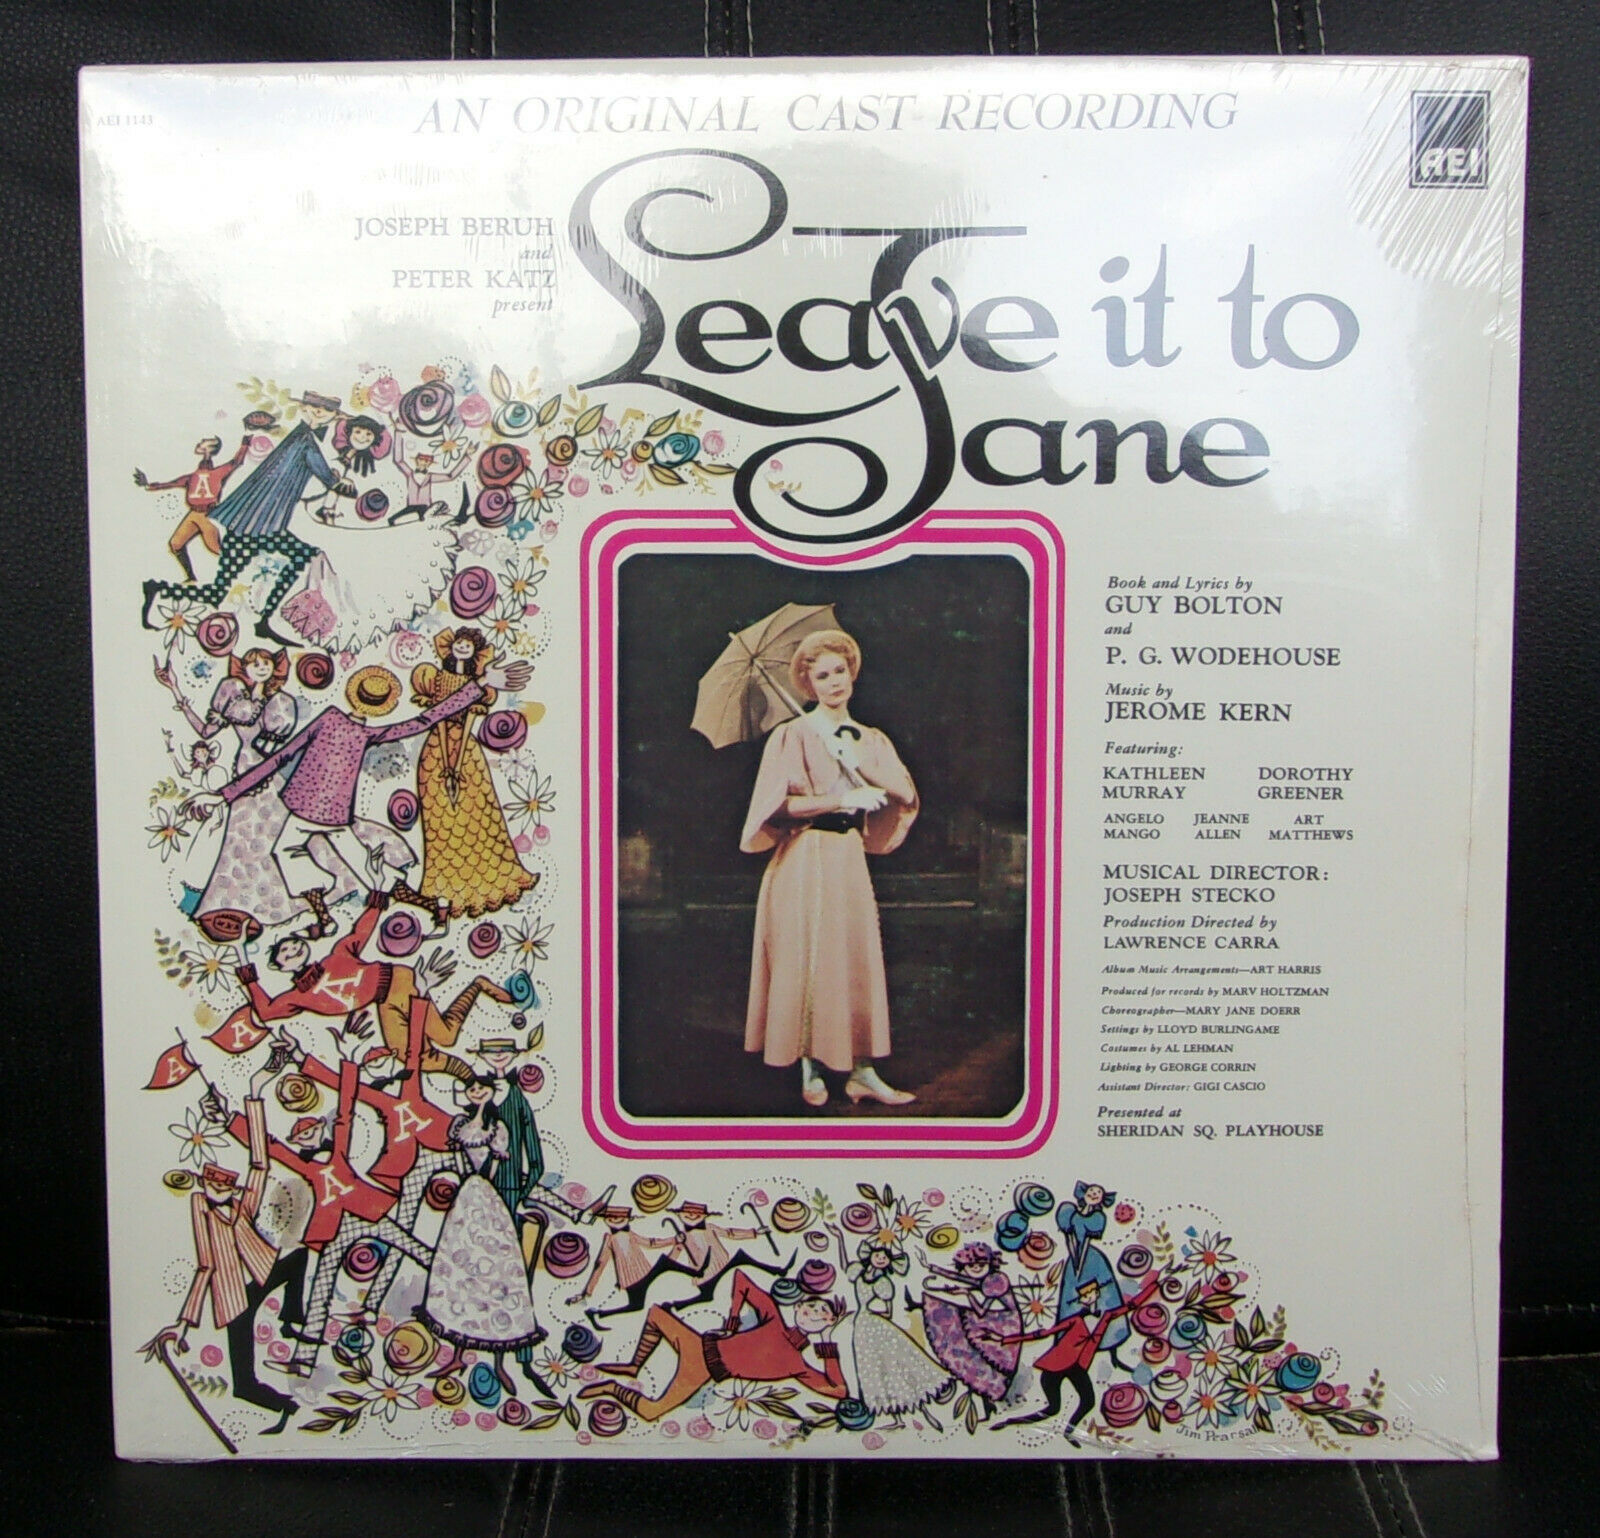 AN ORIGINAL CAST RECORDING
AEI 1143
AEI
JOSEPH BERUH
and
PETER KATZ
present
Leave it to
Jane
Book and Lyrics by
GUY BOLTON
and
P. G. WODEHOUSE
Music by
JEROME KERN
Featuring:
KATHLEEN MURRAY
DOROTHY GREENER
ANGELO MANGO
JEANNE ALLEN
ART MATTHEWS
MUSICAL DIRECTOR:
JOSEPH STECKO
Production Directed by
LAWRENCE CARRA
Album Music Arrangements—ART HARRIS
Produced for records by MARV HOLTZMAN
Choreographer—MARY JANE DOERR
Settings by LLOYD BURLINGAME
Costumes by AL LEHMAN
Lighting by GEORGE CORRIN
Assistant Director: GIGI CASCIO
Presented at
SHERIDAN SQ. PLAYHOUSE
A
A
A
A
A
A
Jim Pearsall